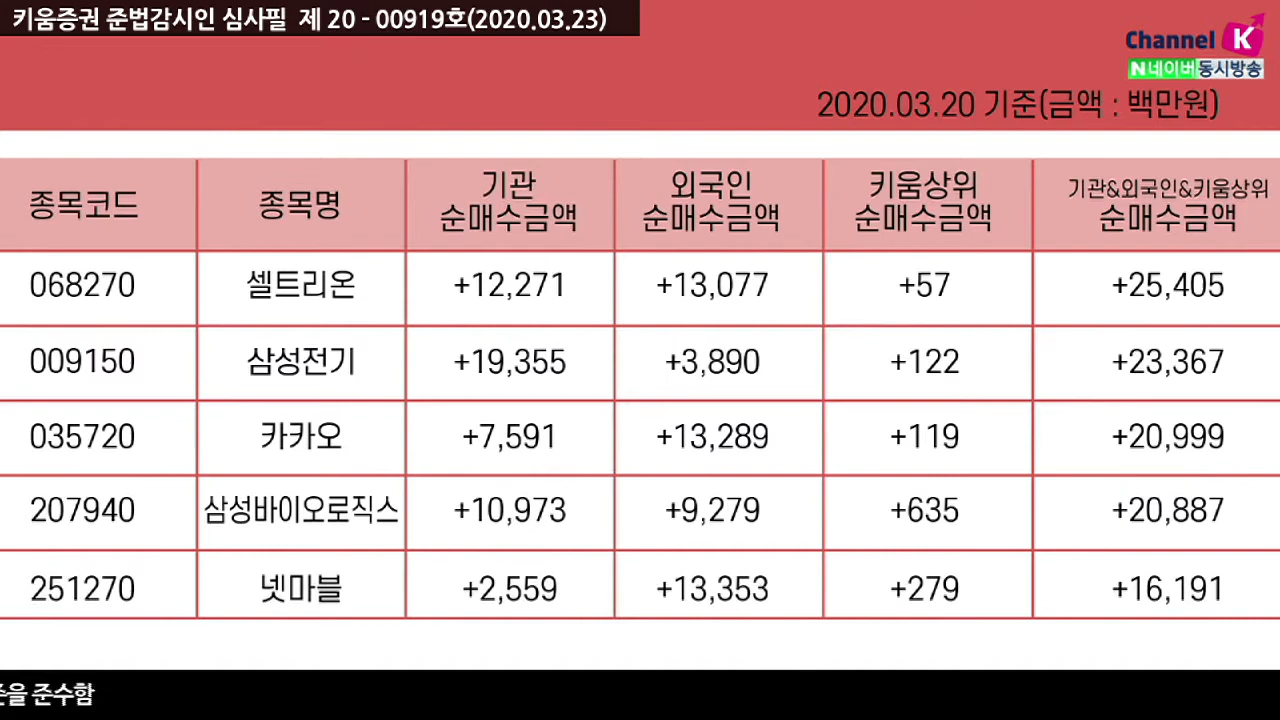 키움증권 준법감시인 심사필 제 20 - 00919호(2020.03.23)
Channel K
N 네이버 동시방송
2020.03.20 기준(금액 : 백만원)
종목코드 종목명 기관 순매수금액 외국인 순매수금액 키움상위 순매수금액 기관&외국인&키움상위 순매수금액
068270 셀트리온 +12,271 +13,077 +57 +25,405
009150 삼성전기 +19,355 +3,890 +122 +23,367
035720 카카오 +7,591 +13,289 +119 +20,999
207940 삼성바이오로직스 +10,973 +9,279 +635 +20,887
251270 넷마블 +2,559 +13,353 +279 +16,191
준을 준수함